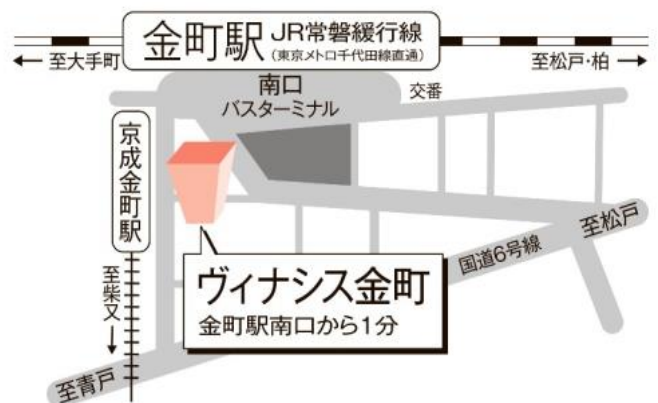 金町駅 JR常磐緩行線
(東京メトロ千代田線直通)
← 至大手町
至松戸・柏 →
南口
バスターミナル
交番
京成金町駅
至柴又→
ヴィナシス金町
金町駅南口から1分
国道6号線
至松戸
至青戸